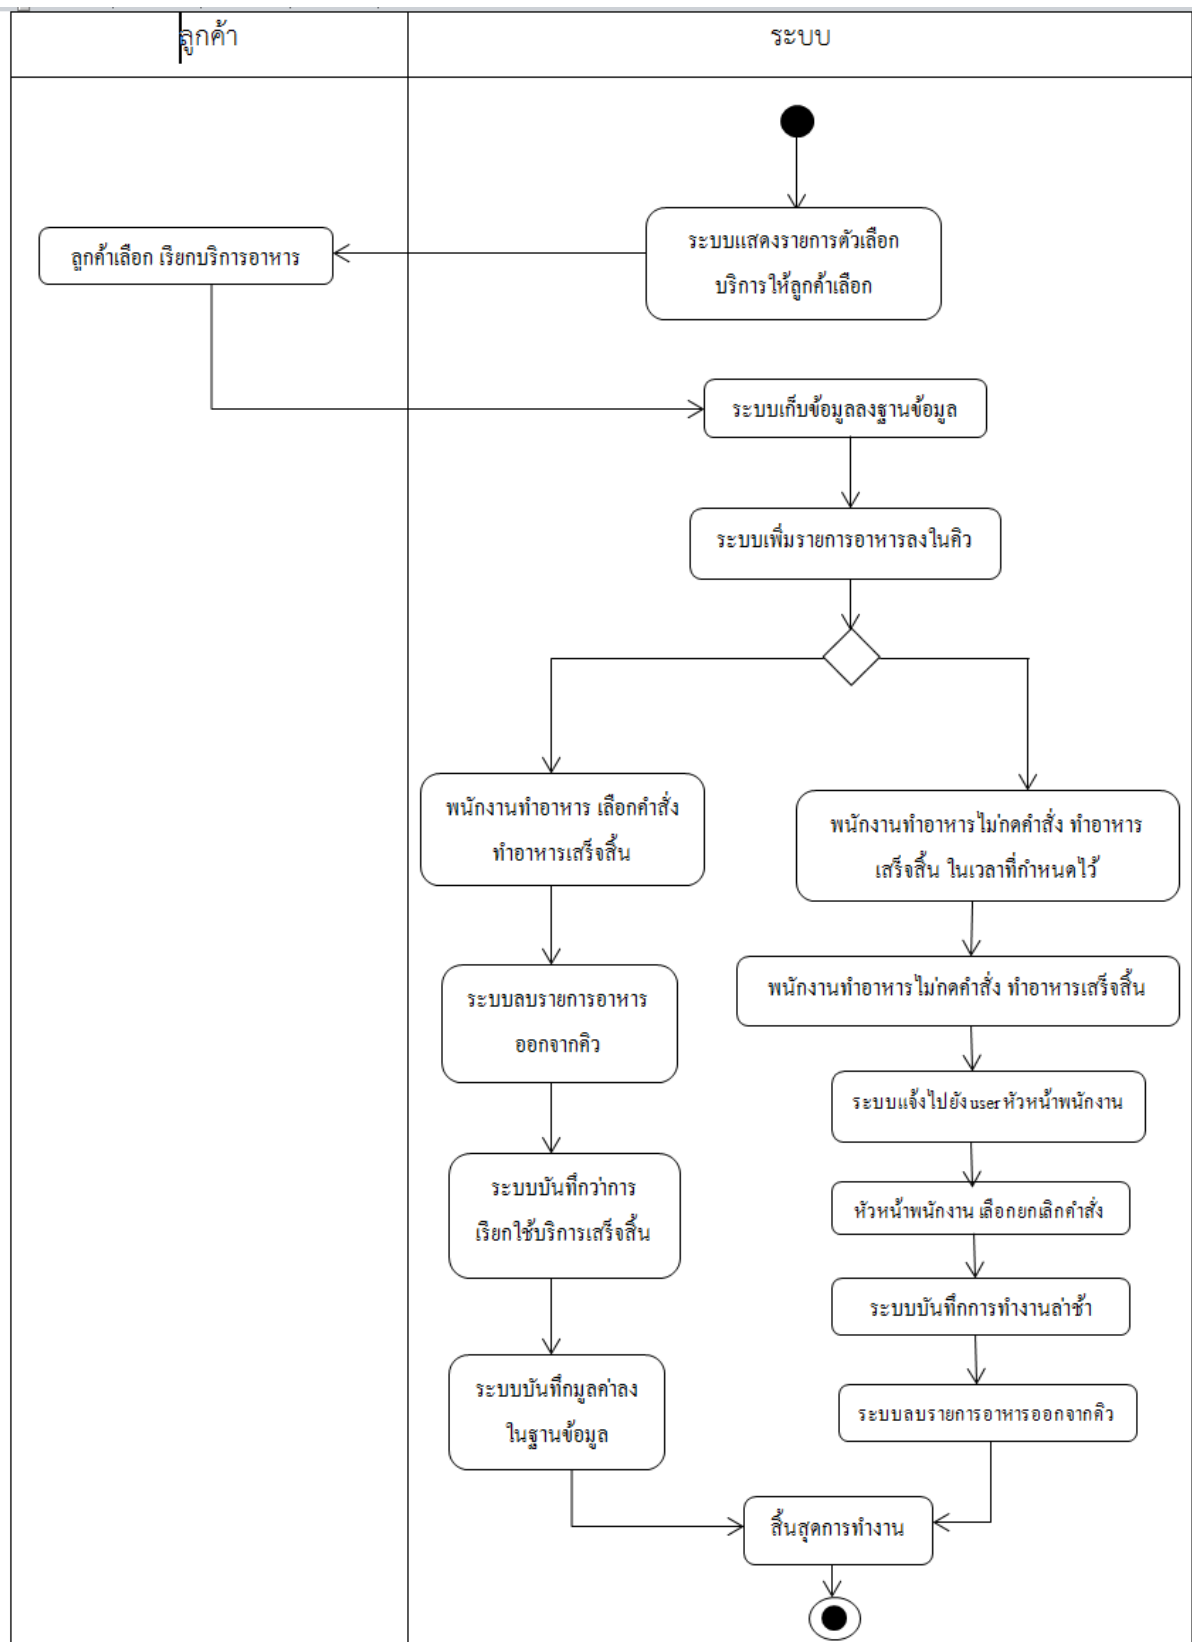 ลูกค้า
ระบบ
ระบบแสดงรายการตัวเลือก
บริการให้ลูกค้าเลือก
ลูกค้าเลือก เรียกบริการอาหาร
ระบบเก็บข้อมูลลงฐานข้อมูล
ระบบเพิ่มรายการอาหารลงในคิว
พนักงานทำอาหาร เลือกคำสั่ง
ทำอาหารเสร็จสิ้น
พนักงานทำอาหารไม่กดคำสั่ง ทำอาหาร
เสร็จสิ้น ในเวลาที่กำหนดไว้
ระบบลบรายการอาหาร
ออกจากคิว
พนักงานทำอาหารไม่กดคำสั่ง ทำอาหารเสร็จสิ้น
ระบบแจ้งไปยังuserหัวหน้าพนักงาน
ระบบบันทึกว่าการ
เรียกใช้บริการเสร็จสิ้น
หัวหน้าพนักงาน เลือกยกเลิกคำสั่ง
ระบบบันทึกการทำงานล่าช้า
ระบบบันทึกมูลค่าลง
ในฐานข้อมูล
ระบบลบรายการอาหารออกจากคิว
สิ้นสุดการทำงาน